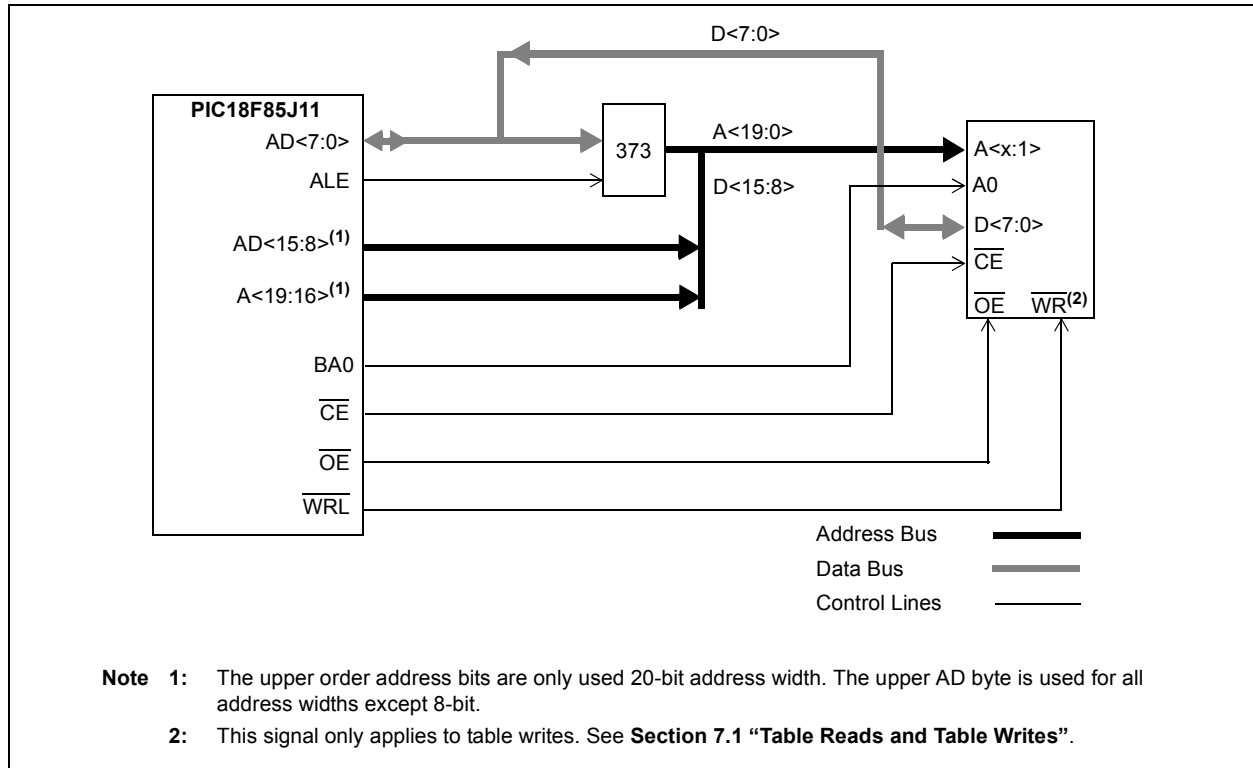 D<7:0>
PIC18F85J11
AD<7:0>
373
A<19:0>
A<x:1>
ALE
D<15:8>
A0
AD<15:8>(1)
D<7:0>
CE
A<19:16>(1)
OE WR(2)
BA0
CE
OE
WRL
Address Bus
Data Bus
Control Lines
Note 1: The upper order address bits are only used 20-bit address width. The upper AD byte is used for all
address widths except 8-bit.
2: This signal only applies to table writes. See Section 7.1 “Table Reads and Table Writes”.